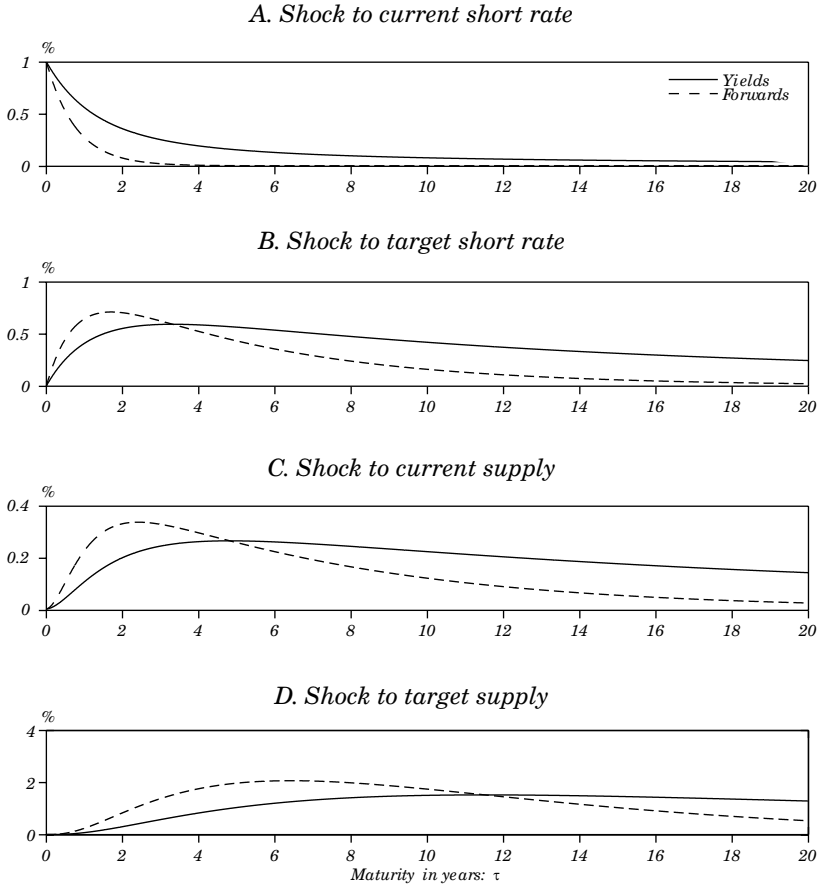 A. Shock to current short rate
%
1
Yields
Forwards
0.5
0
0 2 4 6 8 10 12 14 16 18 20
B. Shock to target short rate
%
1
0.5
0
0 2 4 6 8 10 12 14 16 18 20
C. Shock to current supply
%
0.4
0.2
0
0 2 4 6 8 10 12 14 16 18 20
D. Shock to target supply
%
4
2
0
0 2 4 6 8 10 12 14 16 18 20
Maturity in years: τ